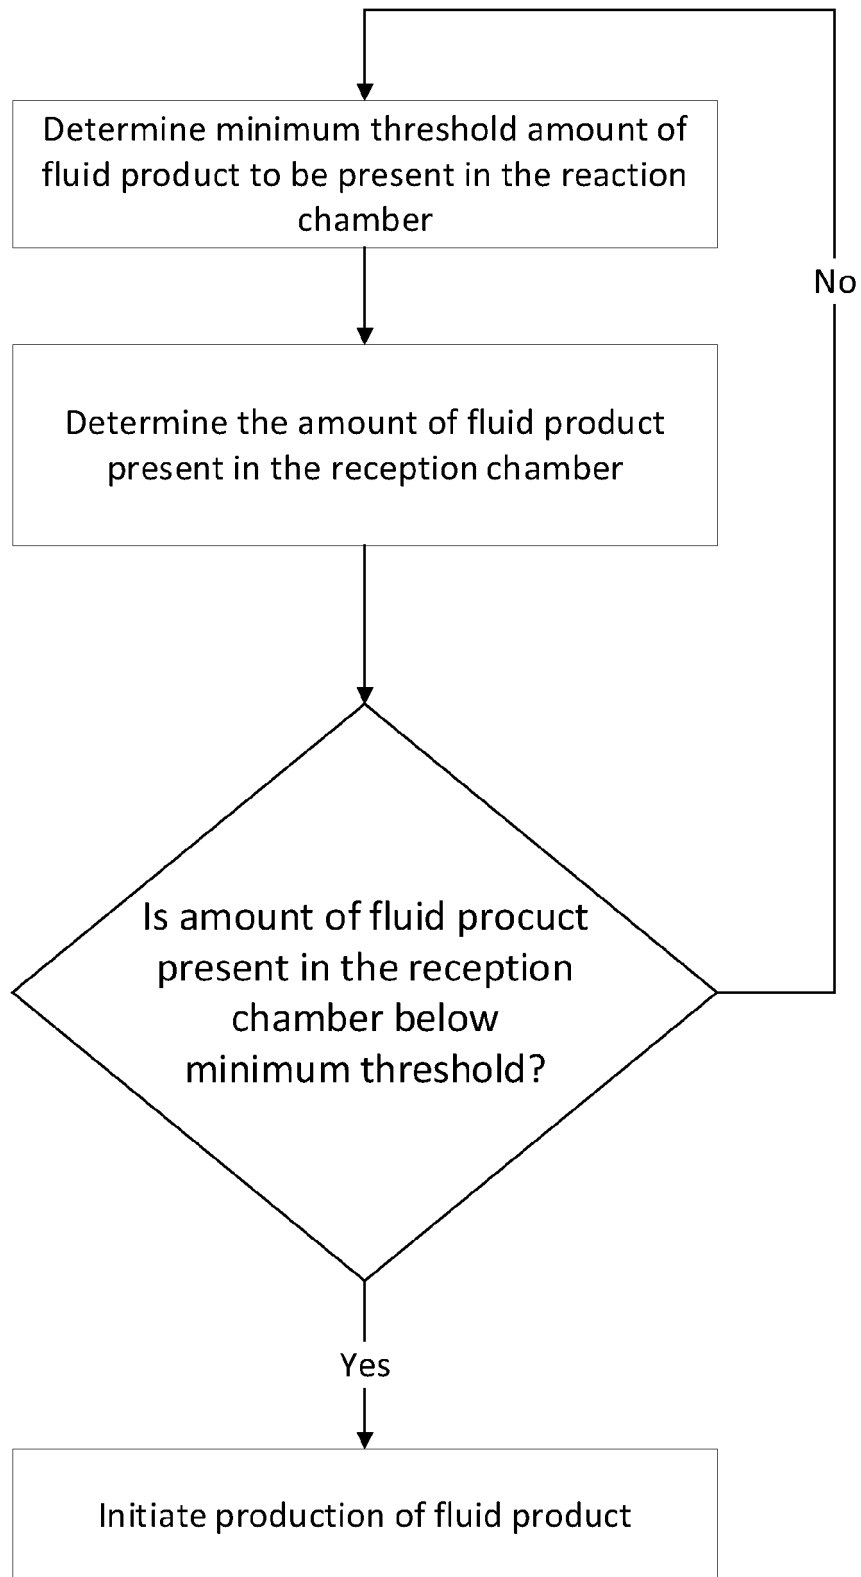 Determine minimum threshold amount of
fluid product to be present in the reaction
chamber
No
Determine the amount of fluid product
present in the reception chamber
Is amount of fluid procuct
present in the reception
chamber below
minimum threshold?
Yes
Initiate production of fluid product